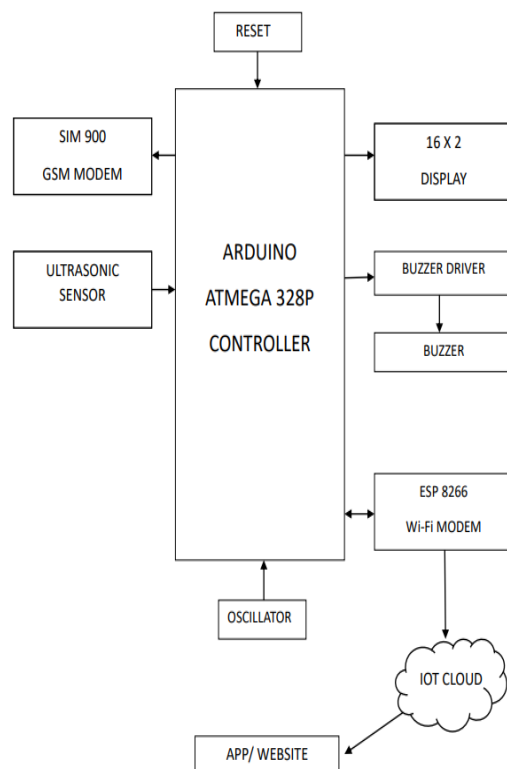 RESET
SIM 900
GSM MODEM
16 X 2
DISPLAY
ULTRASONIC
SENSOR
ARDUINO
ATMEGA 328P
CONTROLLER
BUZZER DRIVER
BUZZER
ESP 8266
Wi-Fi MODEM
OSCILLATOR
IOT CLOUD
APP/ WEBSITE